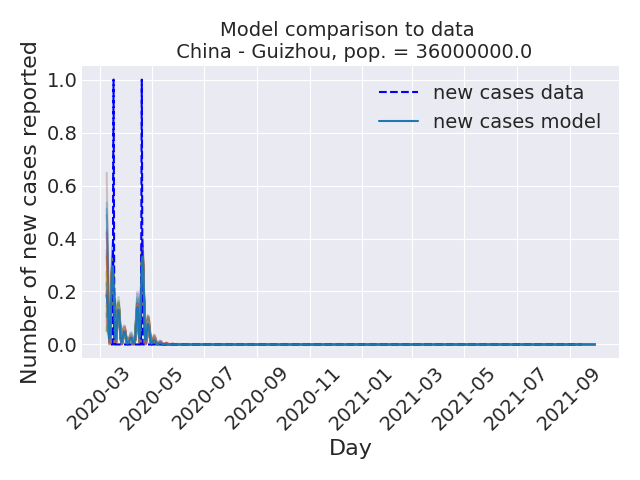 Model comparison to data
China - Guizhou, pop. = 36000000.0
Number of new cases reported
1.0
0.8
0.6
0.4
0.2
0.0
new cases data
new cases model
2020-03
2020-05
2020-07
2020-09
2020-11
2021-01
2021-03
2021-05
2021-07
2021-09
Day